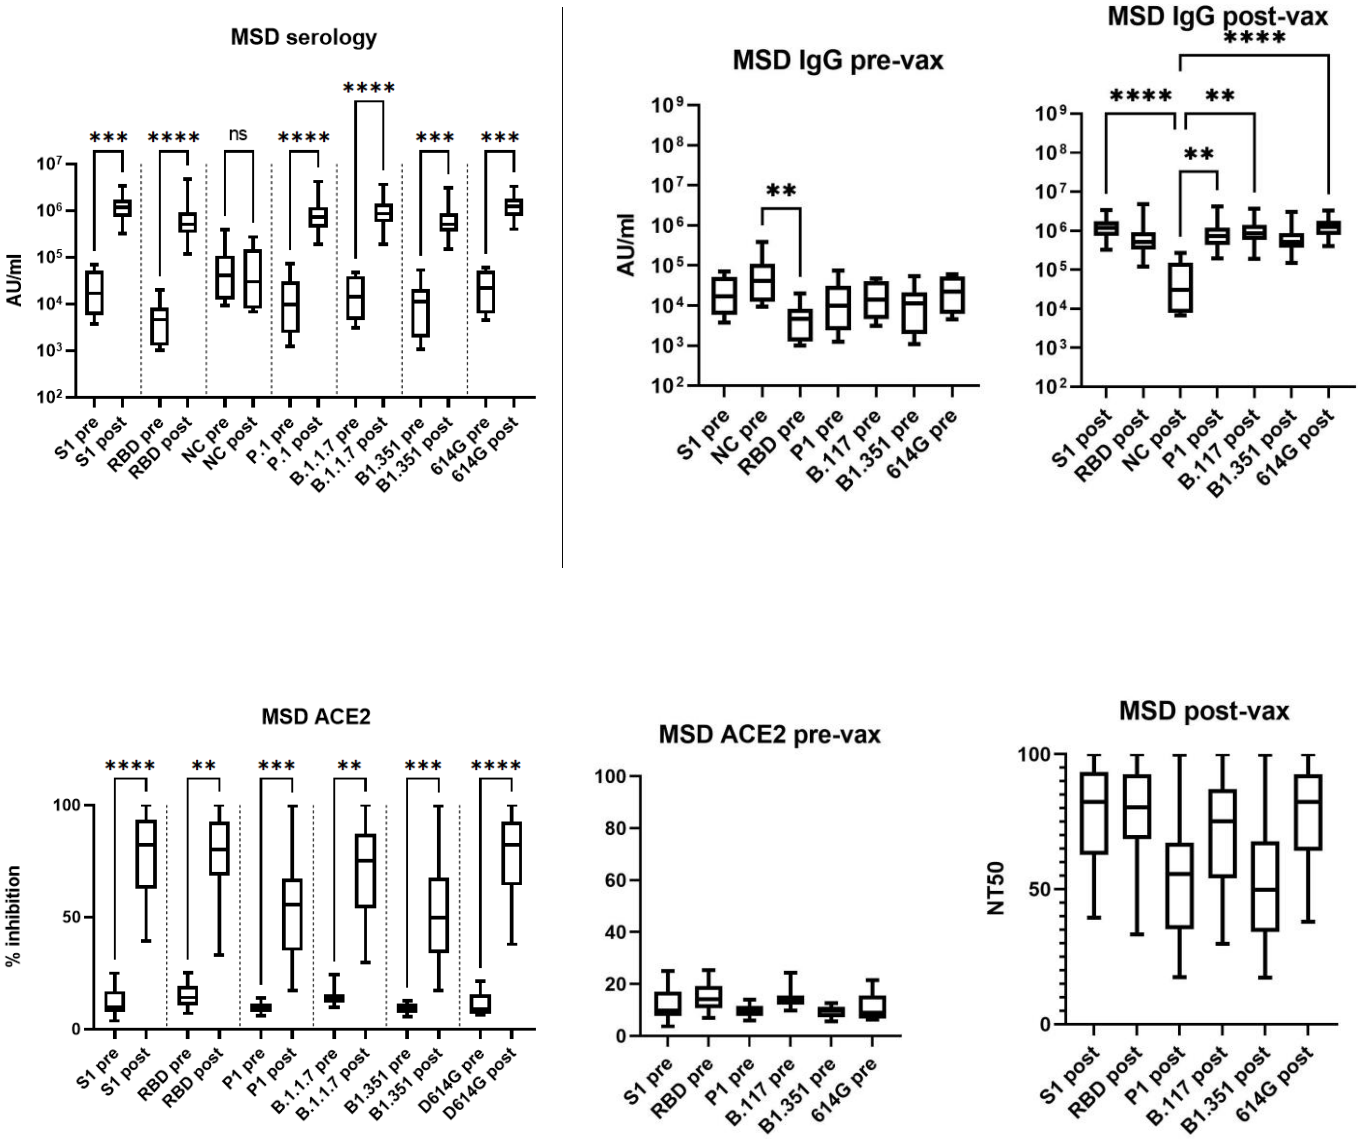 MSD serology
*** **** ns **** **** *** ***
AU/ml
10⁷
10⁶
10⁵
10⁴
10³
10²
S1 pre
S1 post
RBD pre
RBD post
NC pre
NC post
P.1 pre
P.1 post
B.1.1.7 pre
B.1.1.7 post
B1.351 pre
B1.351 post
614G pre
614G post
MSD IgG pre-vax
**
AU/ml
10⁹
10⁸
10⁷
10⁶
10⁵
10⁴
10³
10²
S1 pre
NC pre
RBD pre
P1 pre
B.117 pre
B1.351 pre
614G pre
MSD IgG post-vax
****
**** **
**
10⁹
10⁸
10⁷
10⁶
10⁵
10⁴
10³
10²
S1 post
RBD post
NC post
P1 post
B.117 post
B1.351 post
614G post
MSD ACE2
**** ** *** ** *** ****
% inhibition
100
50
0
S1 pre
S1 post
RBD pre
RBD post
P1 pre
P1 post
B.1.1.7 pre
B.1.1.7 post
B1.351 pre
B1.351 post
D614G pre
D614G post
MSD ACE2 pre-vax
100
80
60
40
20
0
S1 pre
RBD pre
P1 pre
B.117 pre
B1.351 pre
614G pre
MSD post-vax
NT50
100
50
0
S1 post
RBD post
P1 post
B.117 post
B1.351 post
614G post